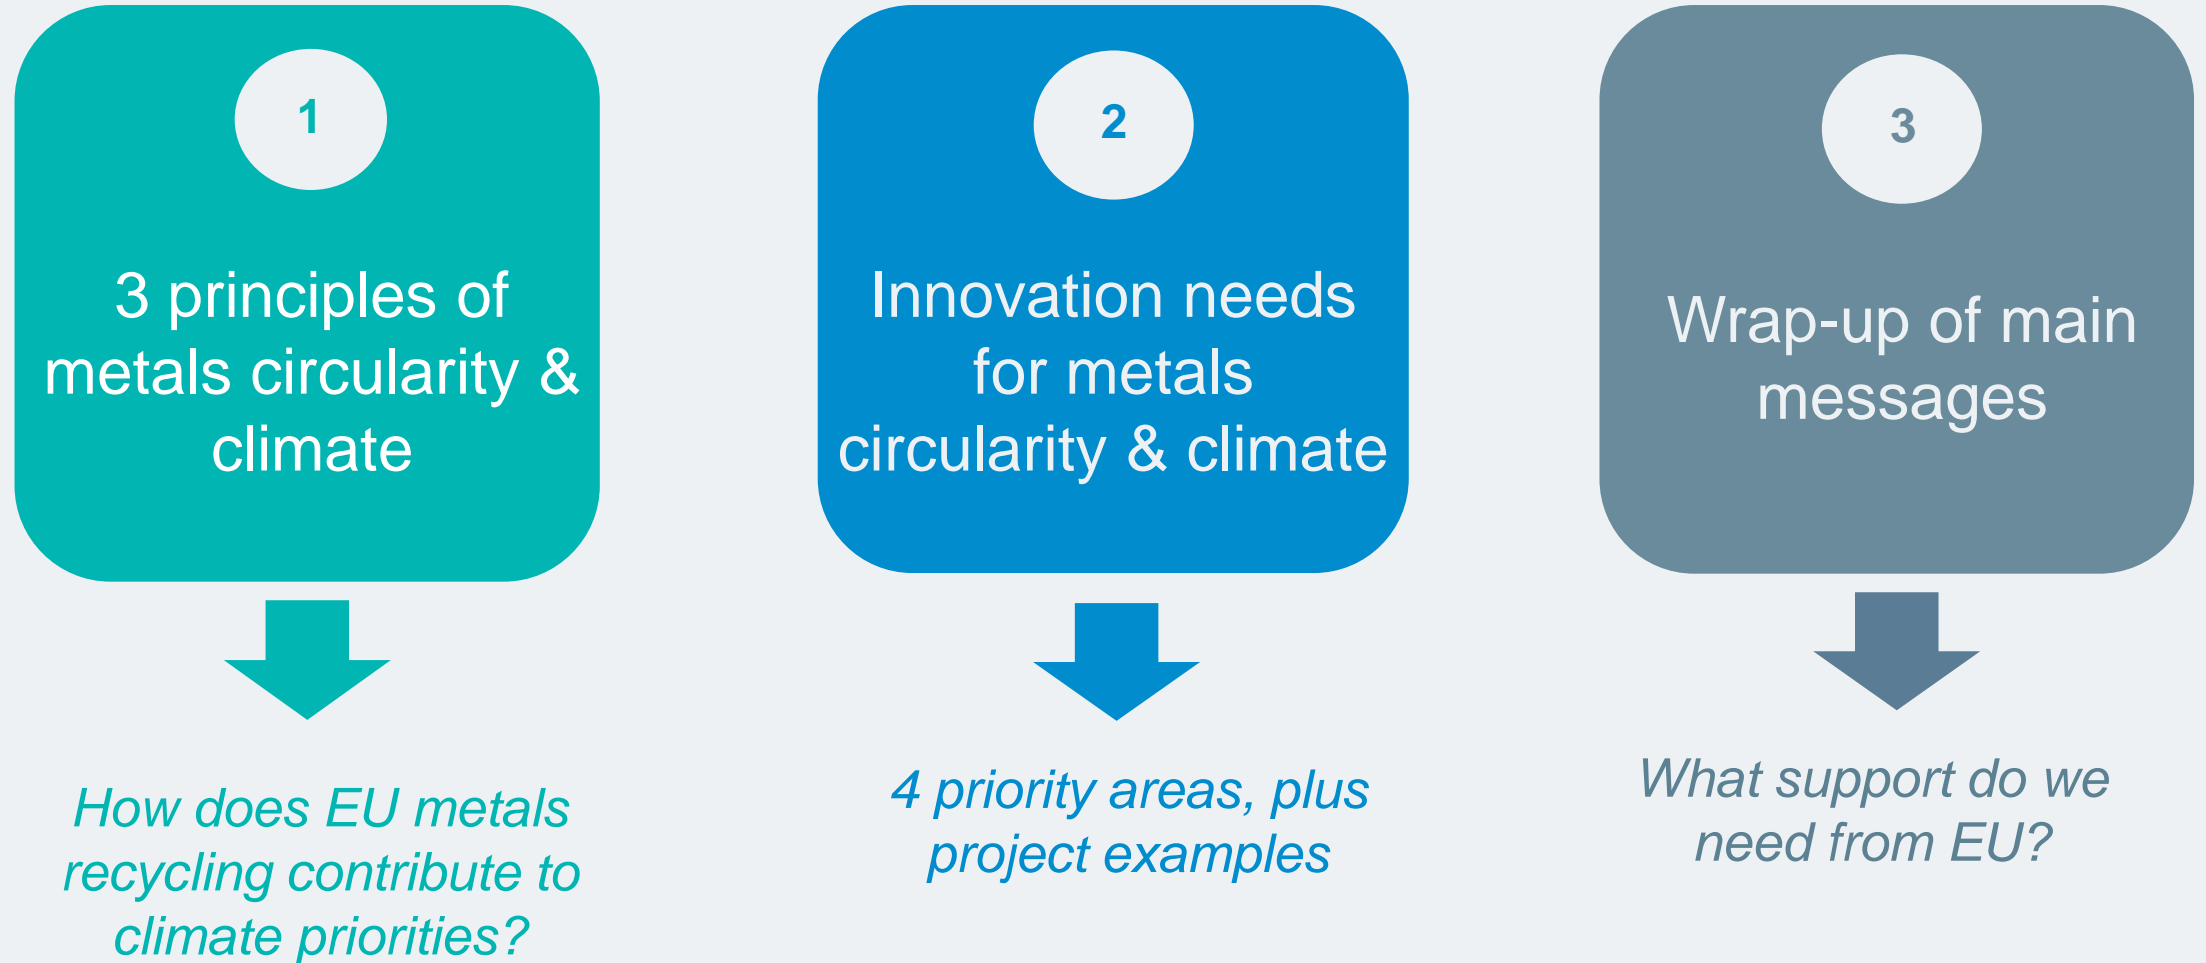 1
3 principles of
metals circularity &
climate
How does EU metals
recycling contribute to
climate priorities?
2
Innovation needs
for metals
circularity & climate
4 priority areas, plus
project examples
3
Wrap-up of main
messages
What support do we
need from EU?